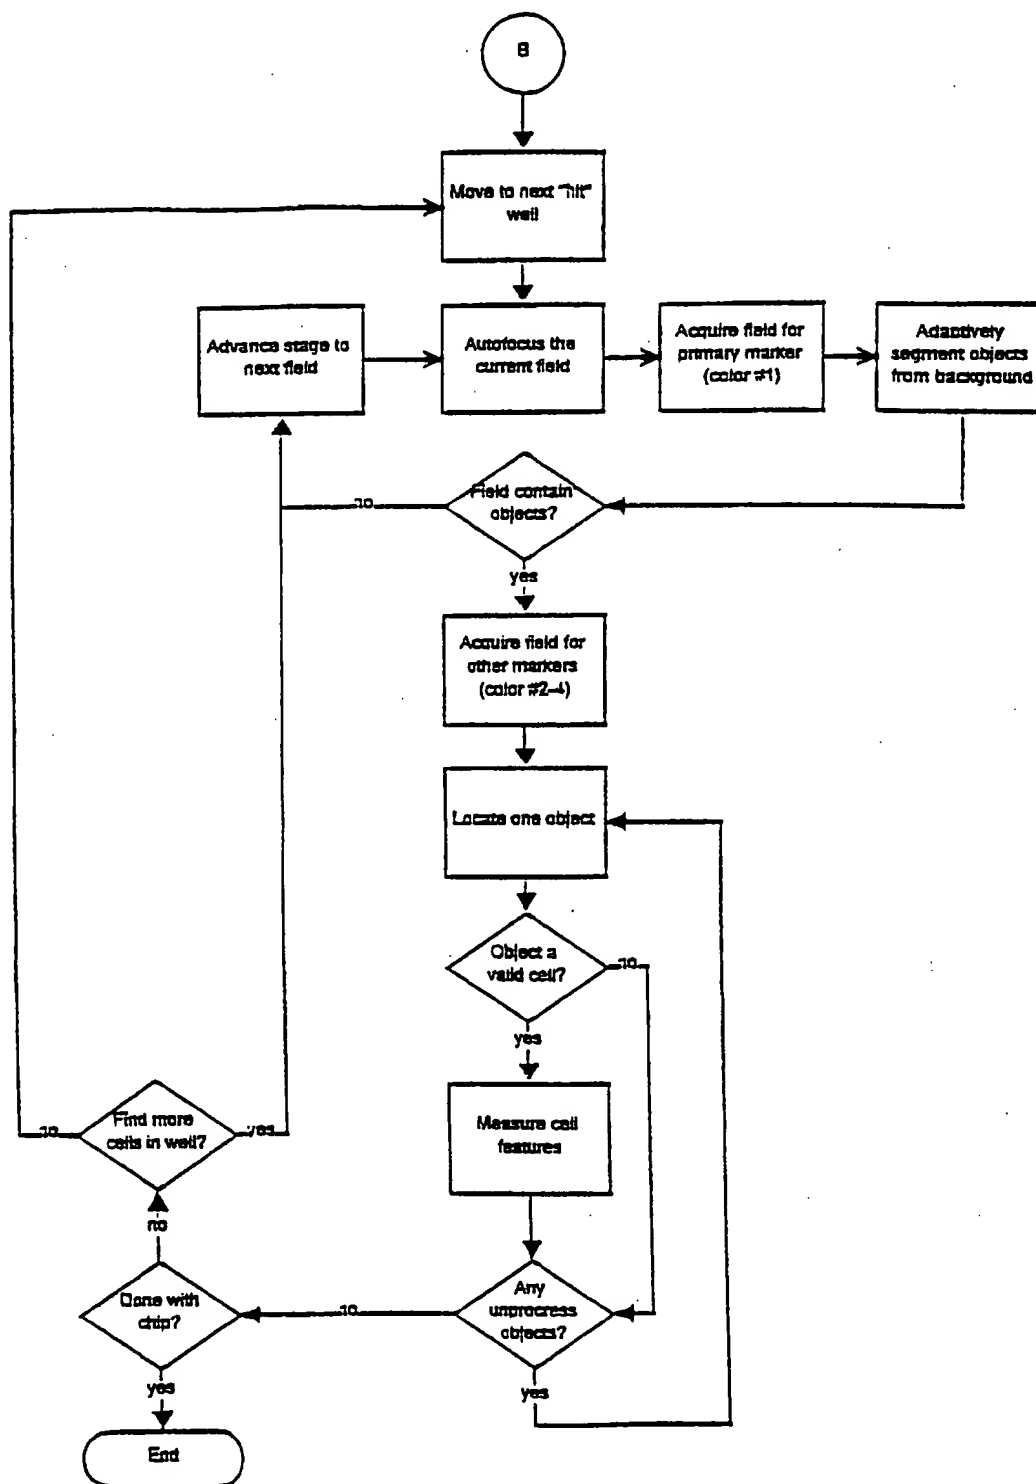 B
Move to next "hit"
well
Advance stage to
next field
Autofocus the
current field
Acquire field for
primary marker
(color #1)
Adaptively
segment objects
from background
no
Field contain
objects?
yes
Acquire field for
other markers
(color #2-4)
Locate one object
Object a
valid cell?
no
yes
Measure cell
features
no
Find more
cells in well?
yes
no
Done with
chip?
no
Any
unprocress
objects?
yes
yes
End